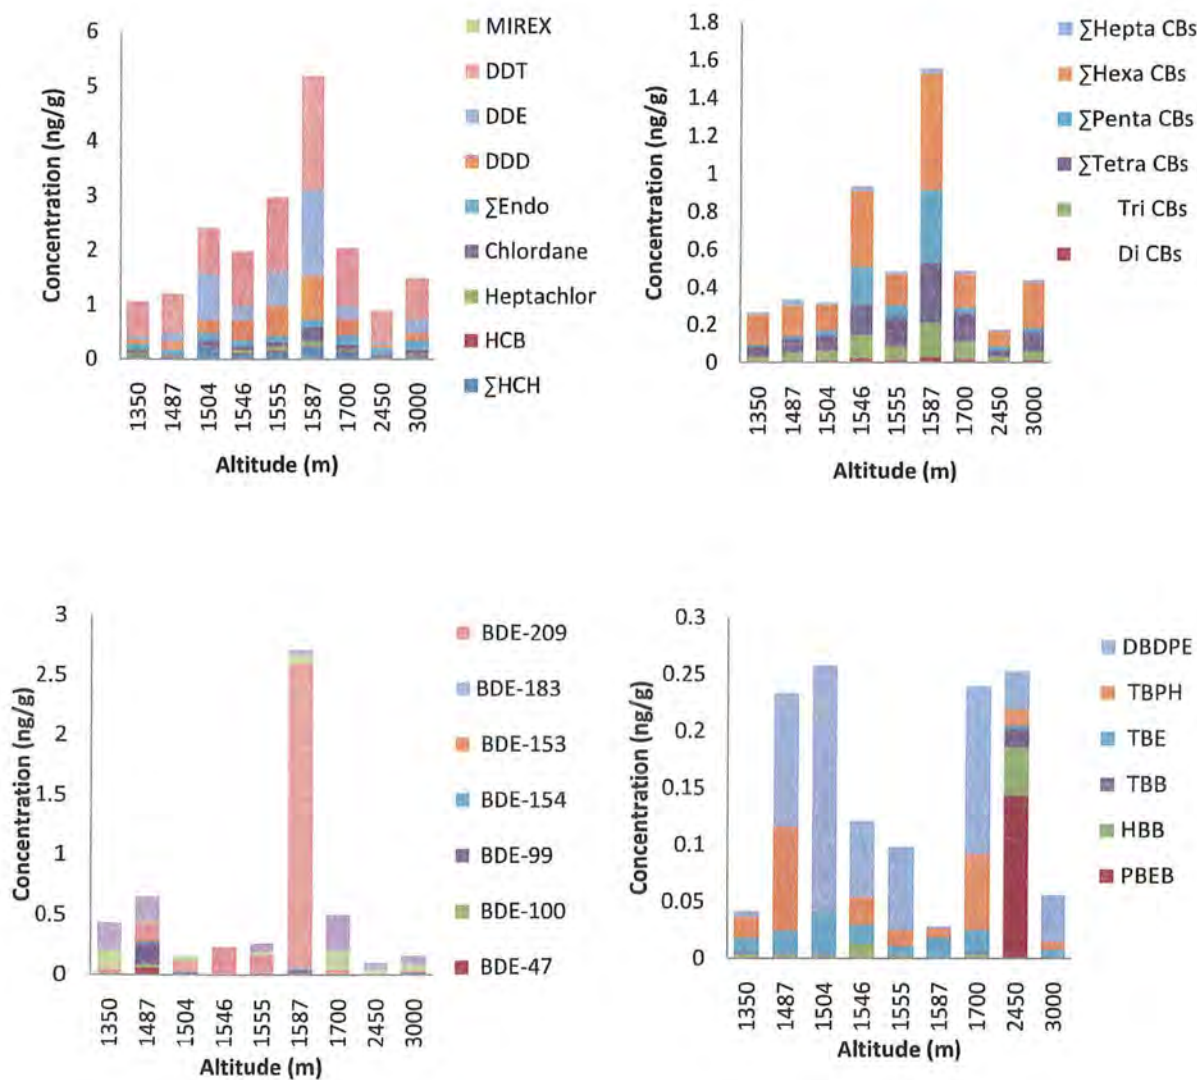 Concentration (ng/g)
6
5
4
3
2
1
0
1350
1487
1504
1546
1555
1587
1700
2450
3000
Altitude (m)
MIREX
DDT
DDE
DDD
∑Endo
Chlordane
Heptachlor
HCB
∑HCH
Concentration (ng/g)
1.8
1.6
1.4
1.2
1
0.8
0.6
0.4
0.2
0
1350
1487
1504
1546
1555
1587
1700
2450
3000
Altitude (m)
∑Hepta CBs
∑Hexa CBs
∑Penta CBs
∑Tetra CBs
Tri CBs
Di CBs
Concentration (ng/g)
3
2.5
2
1.5
1
0.5
0
1350
1487
1504
1546
1555
1587
1700
2450
3000
Altitude (m)
BDE-209
BDE-183
BDE-153
BDE-154
BDE-99
BDE-100
BDE-47
Concentration (ng/g)
0.3
0.25
0.2
0.15
0.1
0.05
0
1350
1487
1504
1546
1555
1587
1700
2450
3000
Altitude (m)
DBDPE
TBPH
TBE
TBB
HBB
PBEB